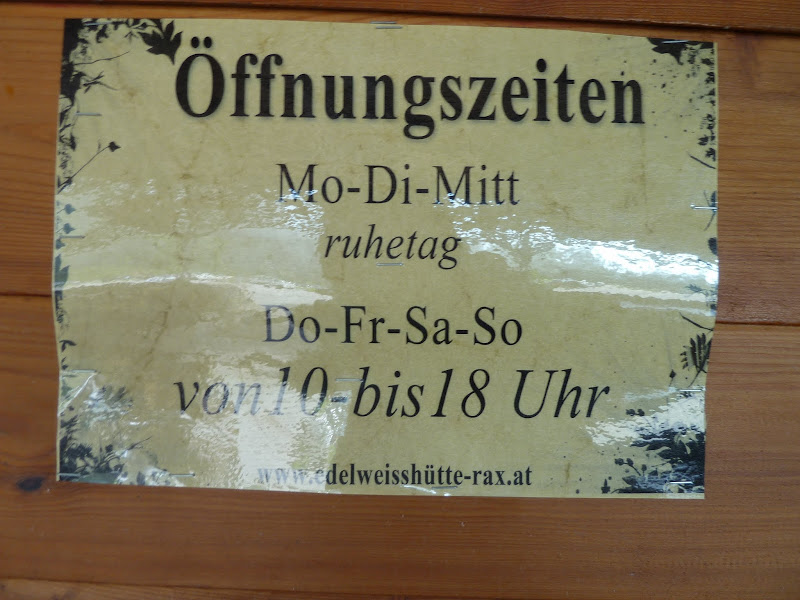 Öffnungszeiten
Mo-Di-Mitt
ruhetag
Do-Fr-Sa-So
von10-bis18 Uhr
www.edelweisshütte-rax.at